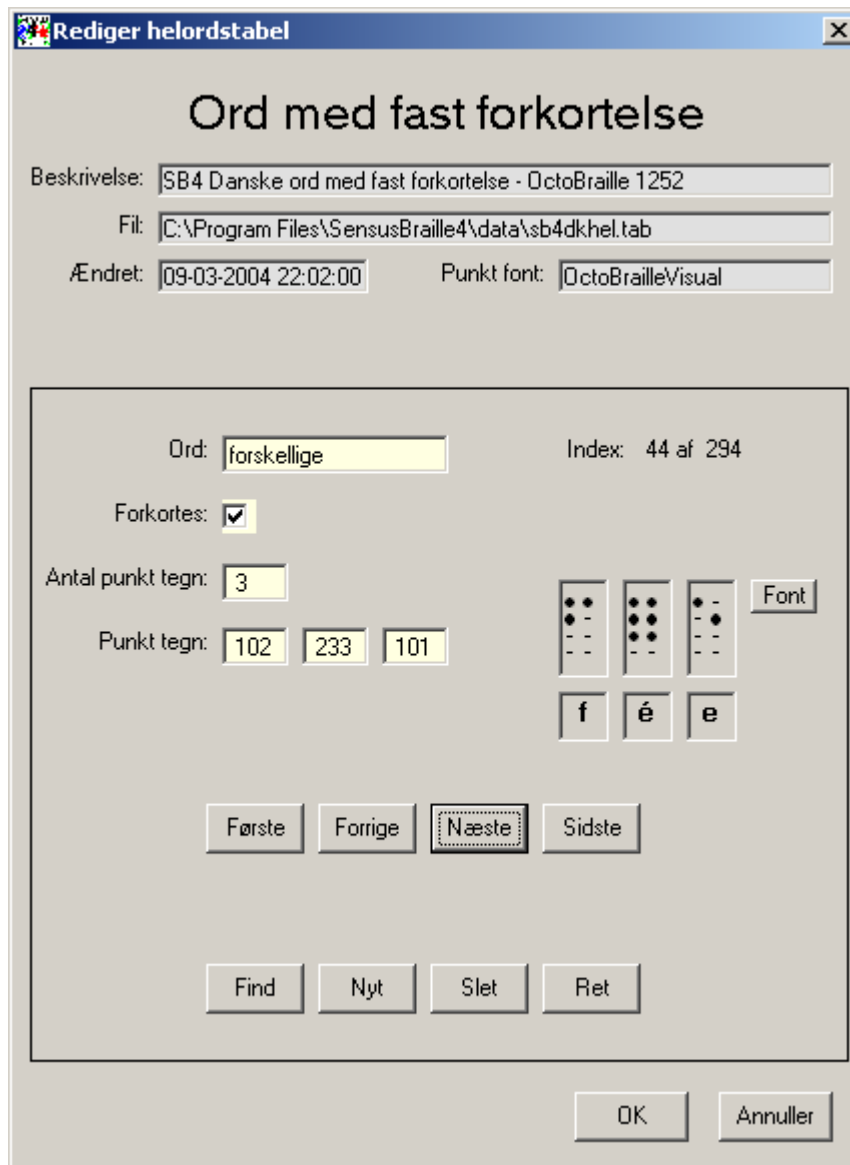 Rediger helordstabel
Ord med fast forkortelse
Beskrivelse: SB4 Danske ord med fast forkortelse - OctoBraille 1252
Fil: C:\Program Files\SensusBraille4\data\sb4dkhel.tab
Ændret: 09-03-2004 22:02:00 Punkt font: OctoBrailleVisual
Ord: forskellige Index: 44 af 294
Forkortes:
Antal punkt tegn: 3
Font
Punkt tegn: 102 233 101
f é e
Første Forrige Næste Sidste
Find Nyt Slet Ret
OK Annuller